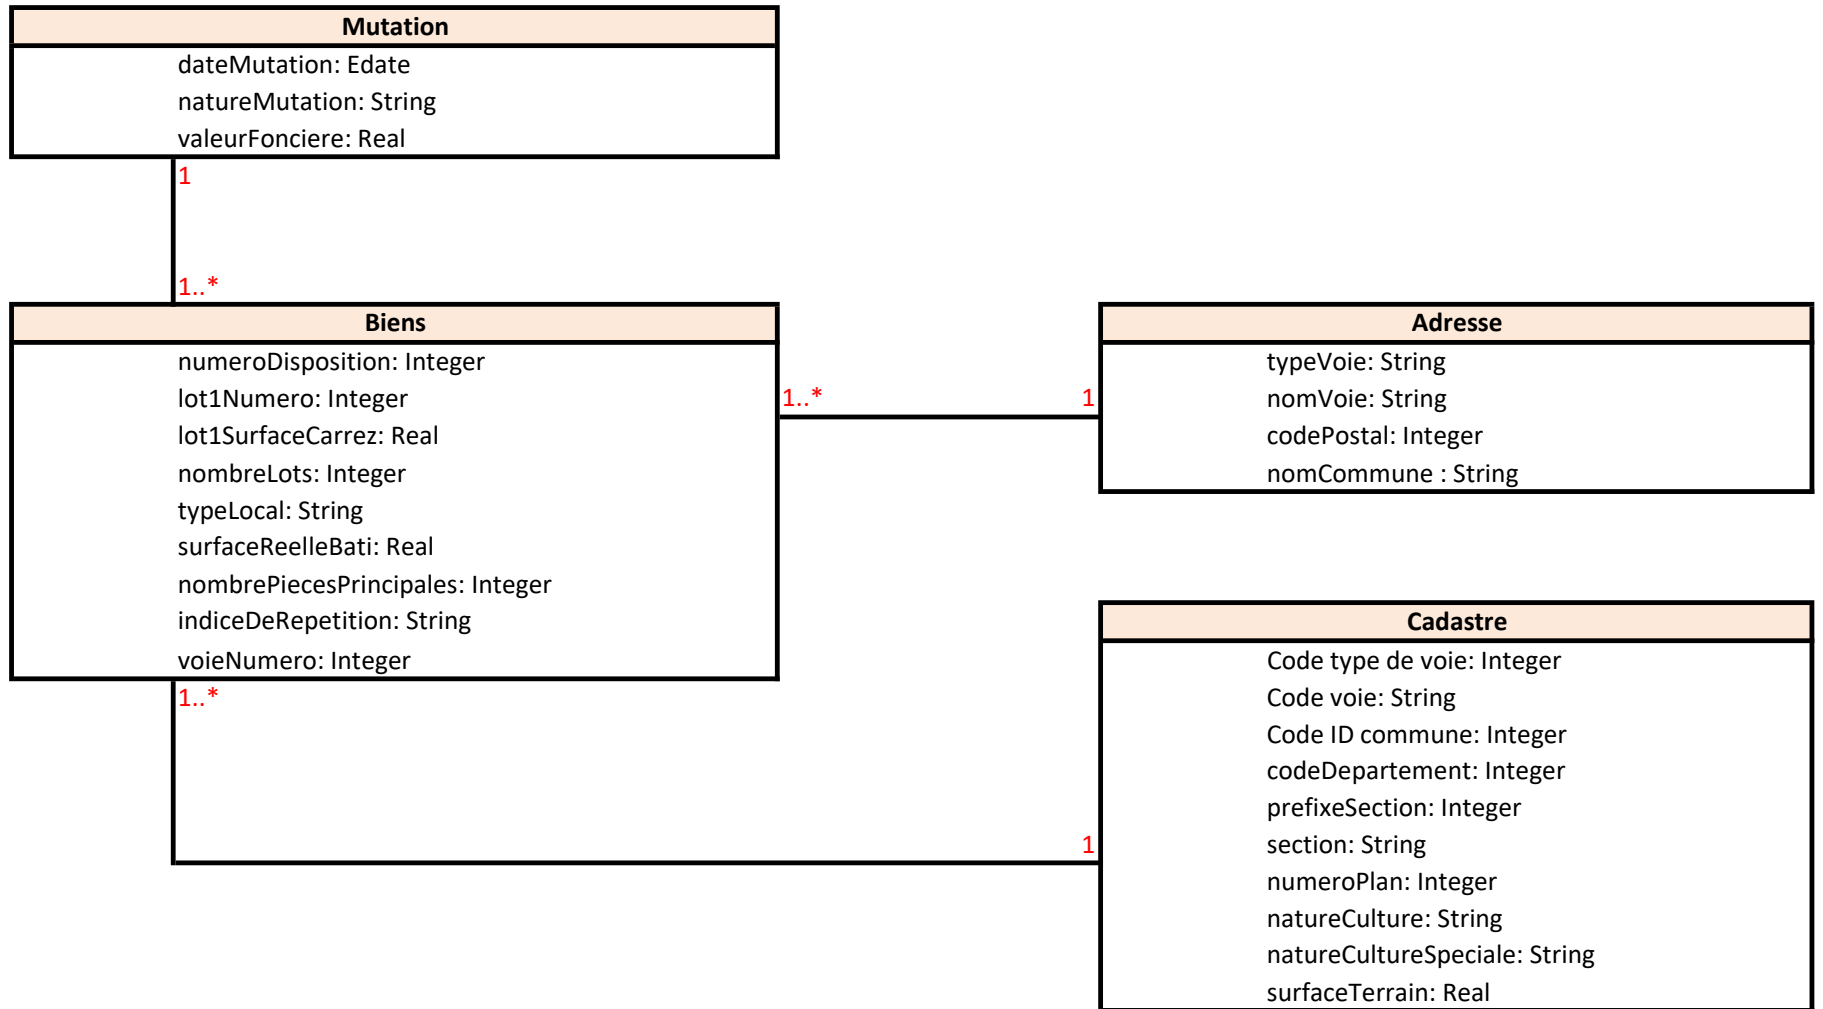 Mutation
dateMutation: Edate
natureMutation: String
valeurFonciere: Real
1
1..*
Biens
numeroDisposition: Integer
lot1Numero: Integer
lot1SurfaceCarrez: Real
nombreLots: Integer
typeLocal: String
surfaceReelleBati: Real
nombrePiecesPrincipales: Integer
indiceDeRepetition: String
voieNumero: Integer
1..*
1
Adresse
typeVoie: String
nomVoie: String
codePostal: Integer
nomCommune : String
1..*
1
Cadastre
Code type de voie: Integer
Code voie: String
Code ID commune: Integer
codeDepartement: Integer
prefixeSection: Integer
section: String
numeroPlan: Integer
natureCulture: String
natureCultureSpeciale: String
surfaceTerrain: Real